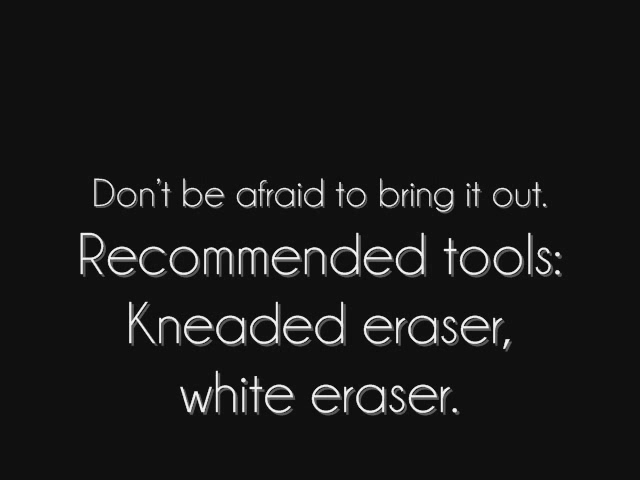 Don't be afraid to bring it out.
Recommended tools:
Kneaded eraser,
white eraser.